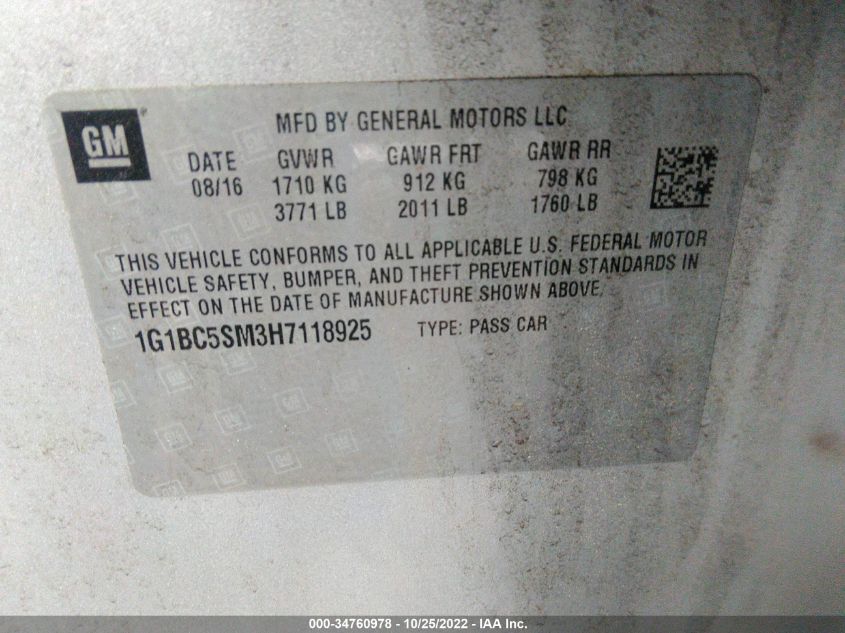 GM
MFD BY GENERAL MOTORS LLC
DATE GVWR GAWR FRT GAWR RR
08/16 1710 KG 912 KG 798 KG
3771 LB 2011 LB 1760 LB
THIS VEHICLE CONFORMS TO ALL APPLICABLE U.S. FEDERAL MOTOR
VEHICLE SAFETY, BUMPER, AND THEFT PREVENTION STANDARDS IN
EFFECT ON THE DATE OF MANUFACTURE SHOWN ABOVE.
1G1BC5SM3H7118925 TYPE: PASS CAR
000-34760978 - 10/25/2022 - IAA Inc.